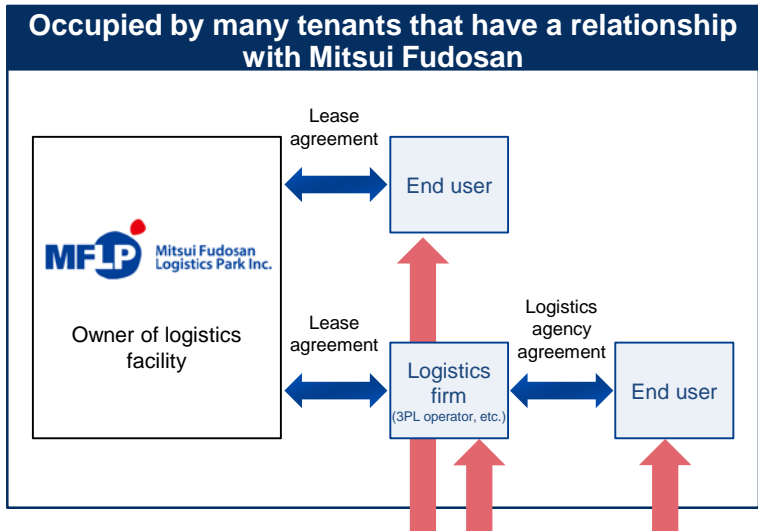 Occupied by many tenants that have a relationship
with Mitsui Fudosan
Lease
agreement
End user
MFLP
Mitsui Fudosan
Logistics Park Inc.
Owner of logistics
facility
Lease
agreement
Logistics
firm
(3PL operator, etc.)
Logistics
agency
agreement
End user